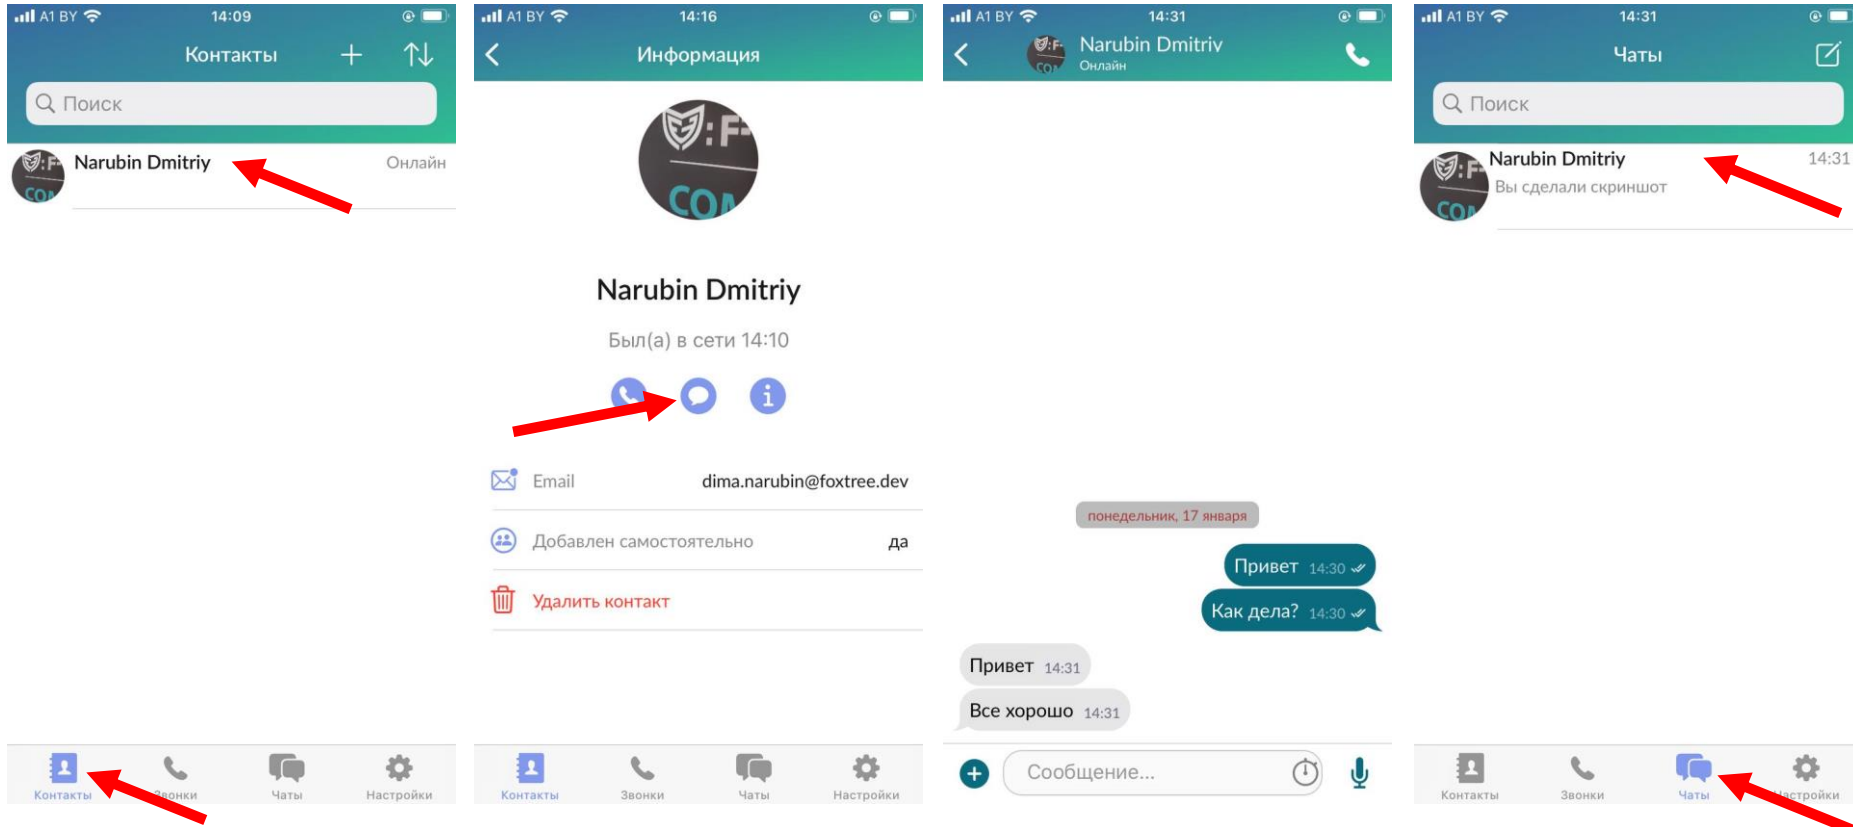 A1 BY 14:09
Контакты
Поиск
Narubin Dmitriy Онлайн
Контакты Звонки Чаты Настройки
A1 BY 14:16
Информация
:F
COM
Narubin Dmitriy
Был(а) в сети 14:10
Email dima.narubin@foxtree.dev
Добавлен самостоятельно да
Удалить контакт
Контакты Звонки Чаты Настройки
A1 BY 14:31
Narubin Dmitriy
Онлайн
понедельник, 17 января
Привет 14:30
Как дела? 14:30
Привет 14:31
Все хорошо 14:31
Сообщение...
A1 BY 14:31
Чаты
Поиск
Narubin Dmitriy 14:31
Вы сделали скриншот
Контакты Звонки Чаты Настройки